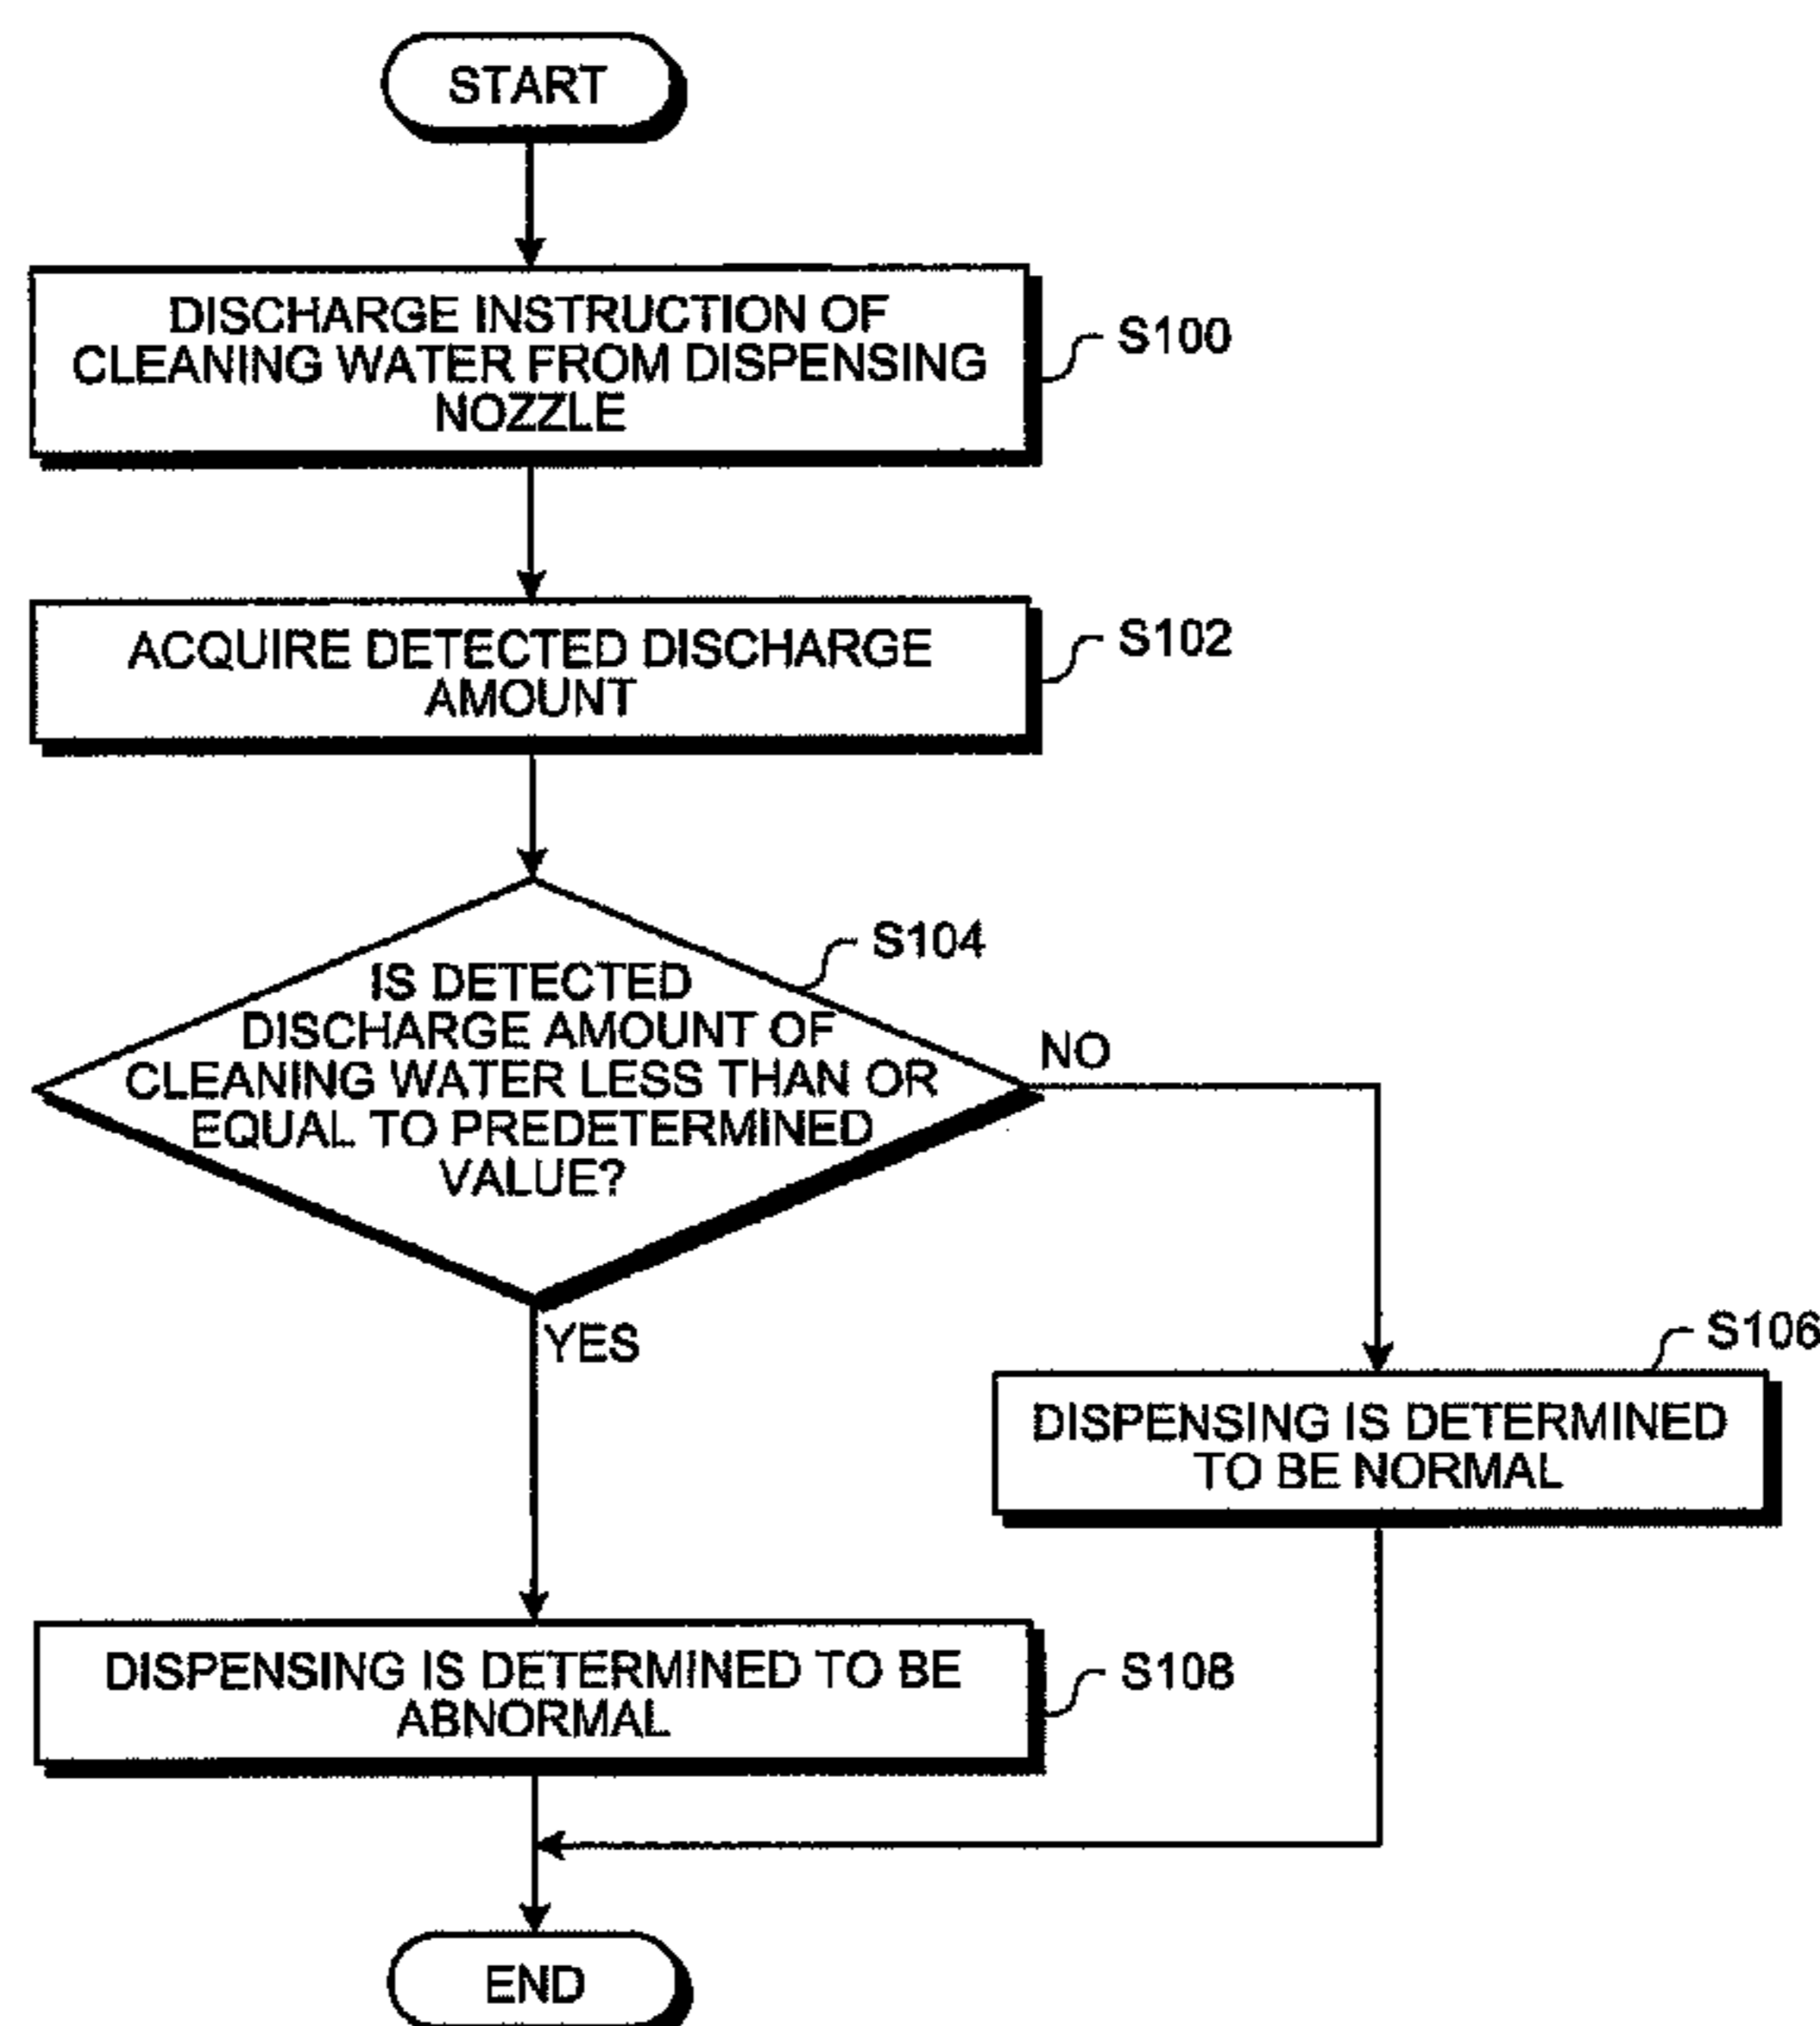 START
DISCHARGE INSTRUCTION OF
CLEANING WATER FROM DISPENSING
NOZZLE
S100
ACQUIRE DETECTED DISCHARGE
AMOUNT
S102
S104
IS DETECTED
DISCHARGE AMOUNT OF
CLEANING WATER LESS THAN OR
EQUAL TO PREDETERMINED
VALUE?
NO
YES
S106
DISPENSING IS DETERMINED
TO BE NORMAL
DISPENSING IS DETERMINED TO BE
ABNORMAL
S108
END